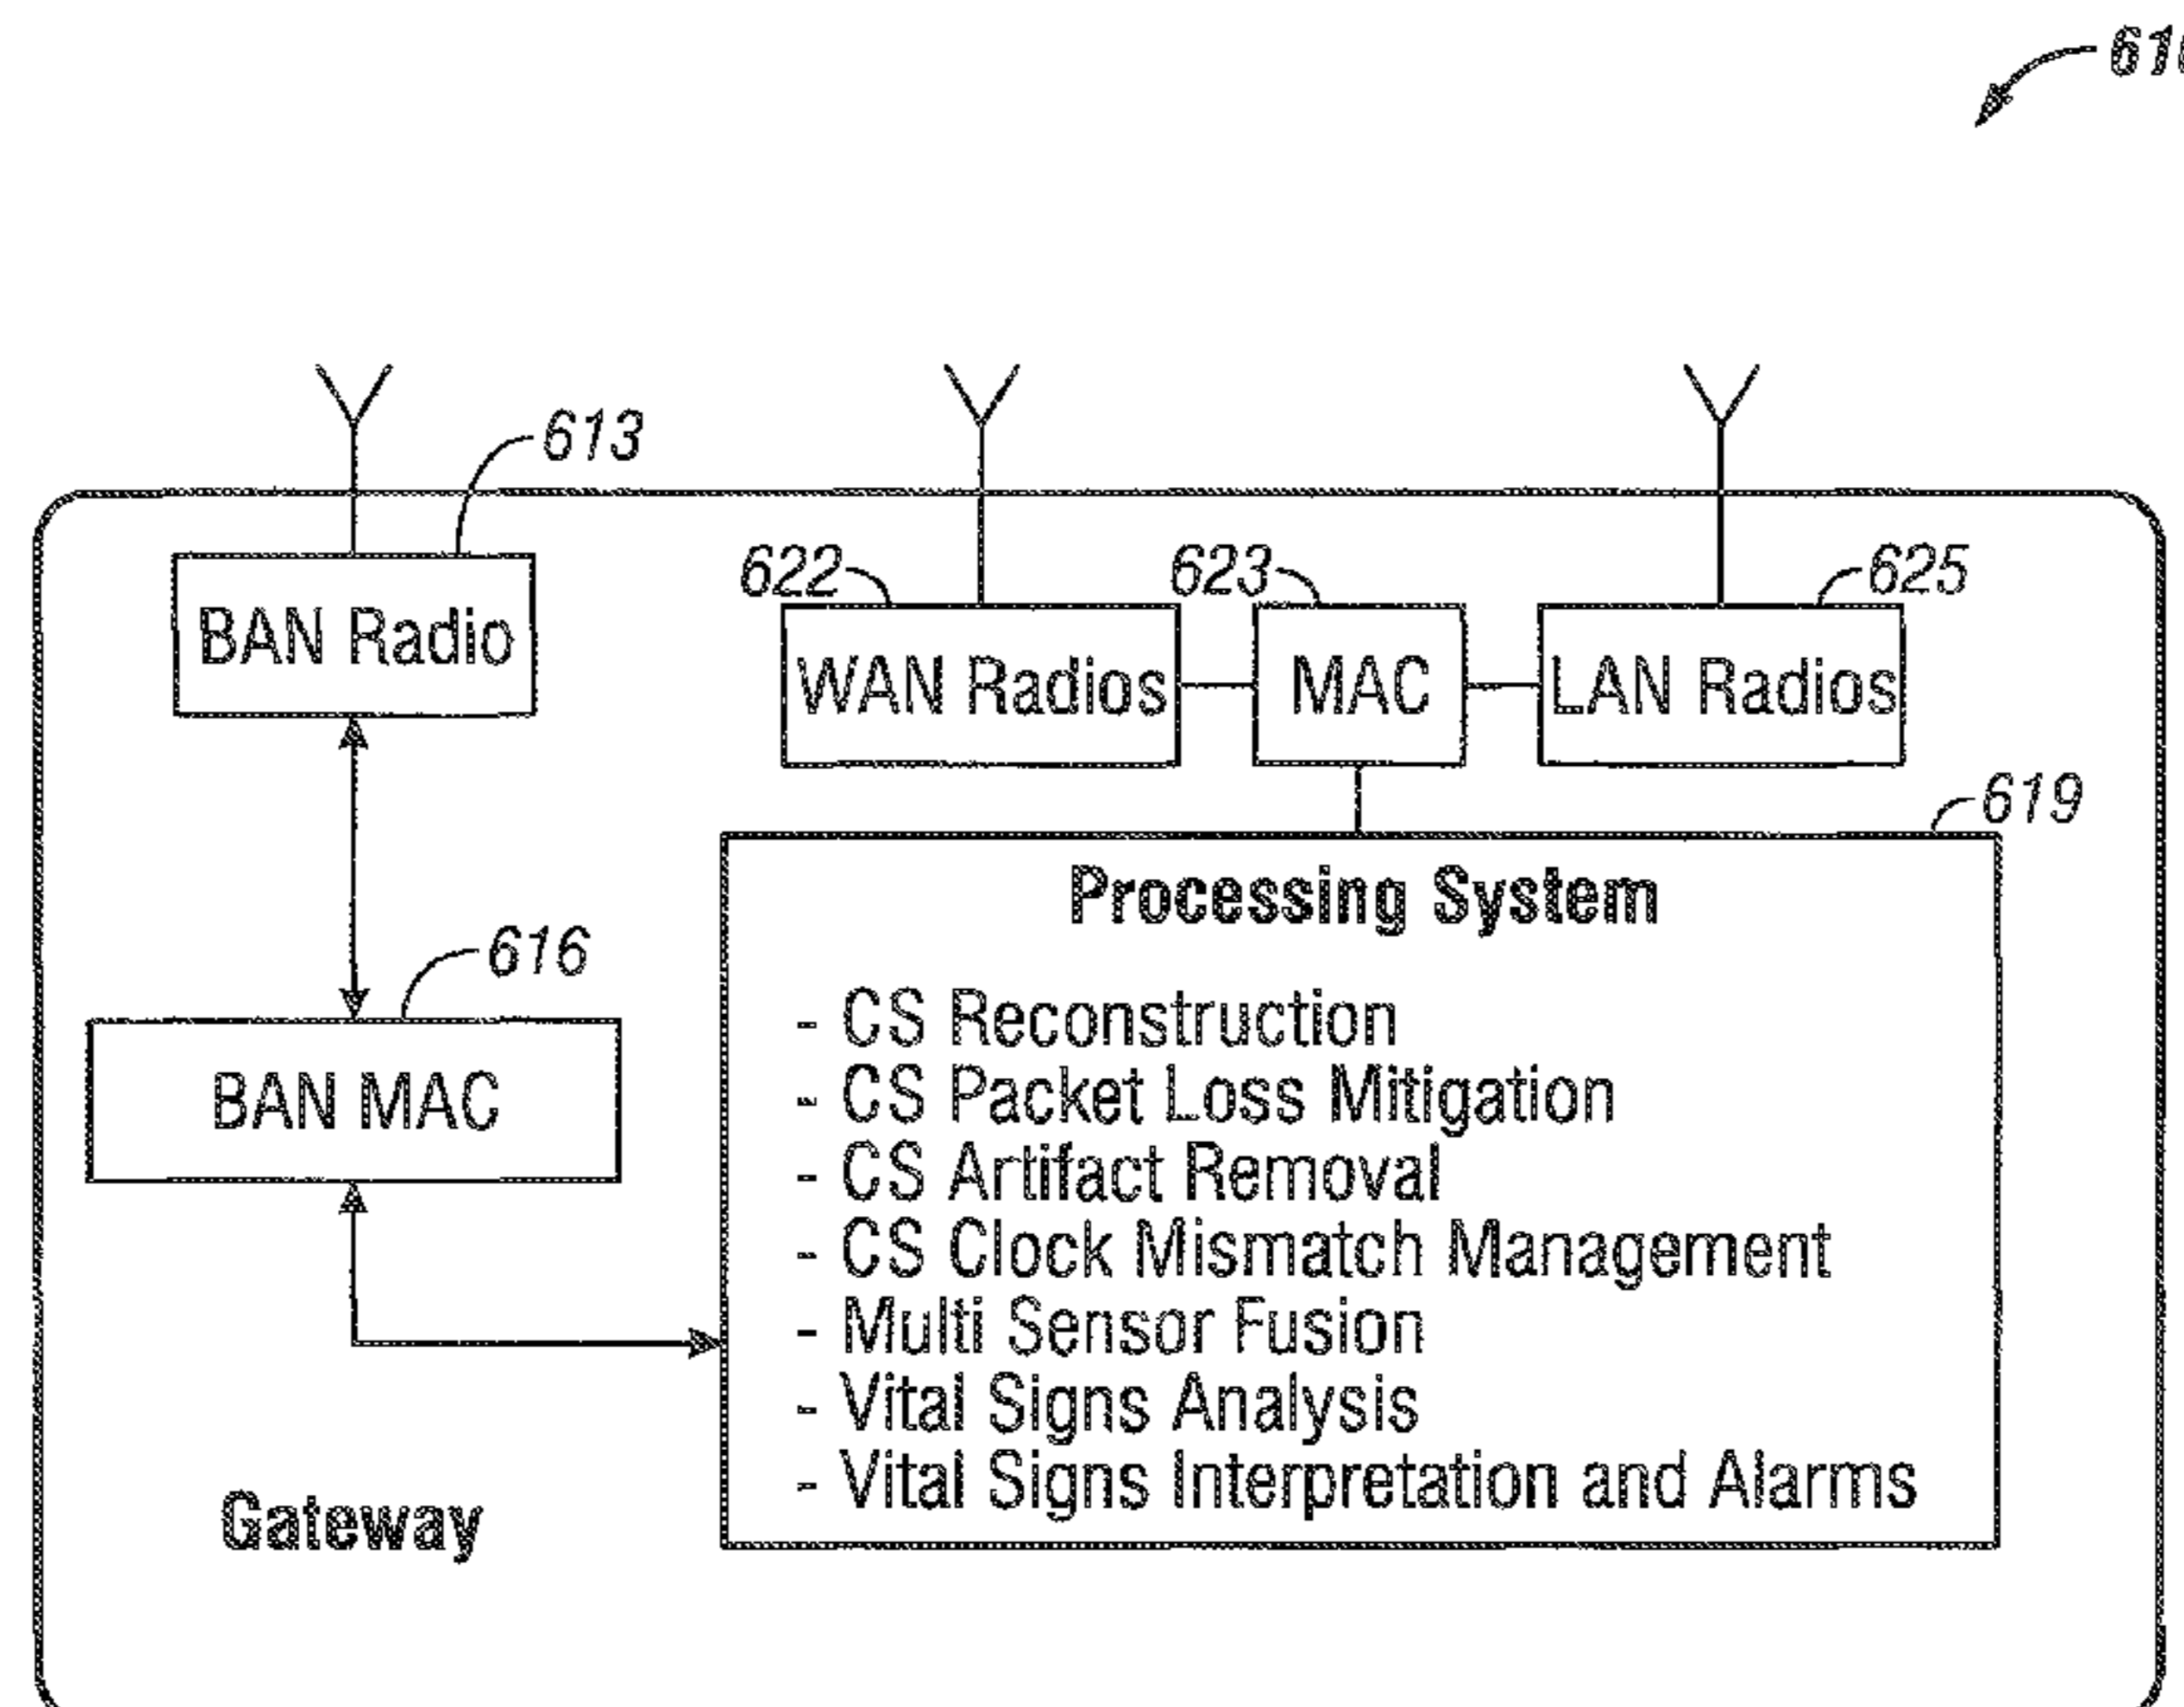 613
622
623
625
BAN Radio
WAN Radios
MAC
LAN Radios
619
Processing System
616
BAN MAC
- CS Reconstruction
- CS Packet Loss Mitigation
- CS Artifact Removal
- CS Clock Mismatch Management
- Multi Sensor Fusion
- Vital Signs Analysis
- Vital Signs Interpretation and Alarms
Gateway